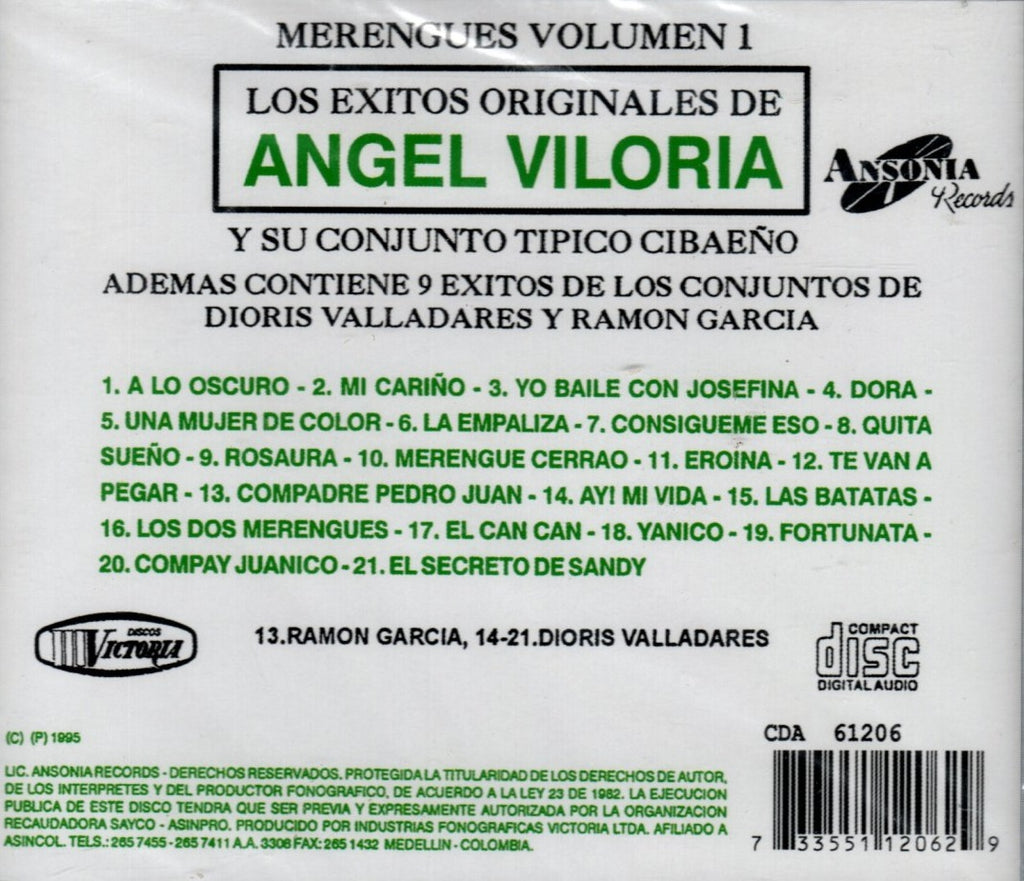 MERENGUES VOLUMEN 1
LOS EXITOS ORIGINALES DE
ANGEL VILORIA
ANSONIA
Records
Y SU CONJUNTO TIPICO CIBAEÑO
ADEMAS CONTIENE 9 EXITOS DE LOS CONJUNTOS DE
DIORIS VALLADARES Y RAMON GARCIA
1. A LO OSCURO - 2. MI CARIÑO - 3. YO BAILE CON JOSEFINA - 4. DORA -
5. UNA MUJER DE COLOR - 6. LA EMPALIZA - 7. CONSIGUEME ESO - 8. QUITA
SUEÑO - 9. ROSAURA - 10. MERENGUE CERRAO - 11. EROINA - 12. TE VAN A
PEGAR - 13. COMPADRE PEDRO JUAN - 14. AY! MI VIDA - 15. LAS BATATAS -
16. LOS DOS MERENGUES - 17. EL CAN CAN - 18. YANICO - 19. FORTUNATA -
20. COMPAY JUANICO - 21. EL SECRETO DE SANDY
DISCOS
VICTORIA
13.RAMON GARCIA, 14-21.DIORIS VALLADARES
COMPACT
disc
DIGITAL AUDIO
(C) (P) 1995
CDA 61206
LIC. ANSONIA RECORDS - DERECHOS RESERVADOS. PROTEGIDA LA TITULARIDAD DE LOS DERECHOS DE AUTOR,
DE LOS INTERPRETES Y DEL PRODUCTOR FONOGRAFICO, DE ACUERDO A LA LEY 23 DE 1982. LA EJECUCION
PUBLICA DE ESTE DISCO TENDRA QUE SER PREVIA Y EXPRESAMENTE AUTORIZADA POR LA ORGANIZACION
RECAUDADORA SAYCO - ASINPRO. PRODUCIDO POR INDUSTRIAS FONOGRAFICAS VICTORIA LTDA. AFILIADO A
ASINCOL. TELS.: 265 7455 - 265 7411 A.A. 3308 FAX: 265 1432 MEDELLIN - COLOMBIA.
7 33551 12062 9